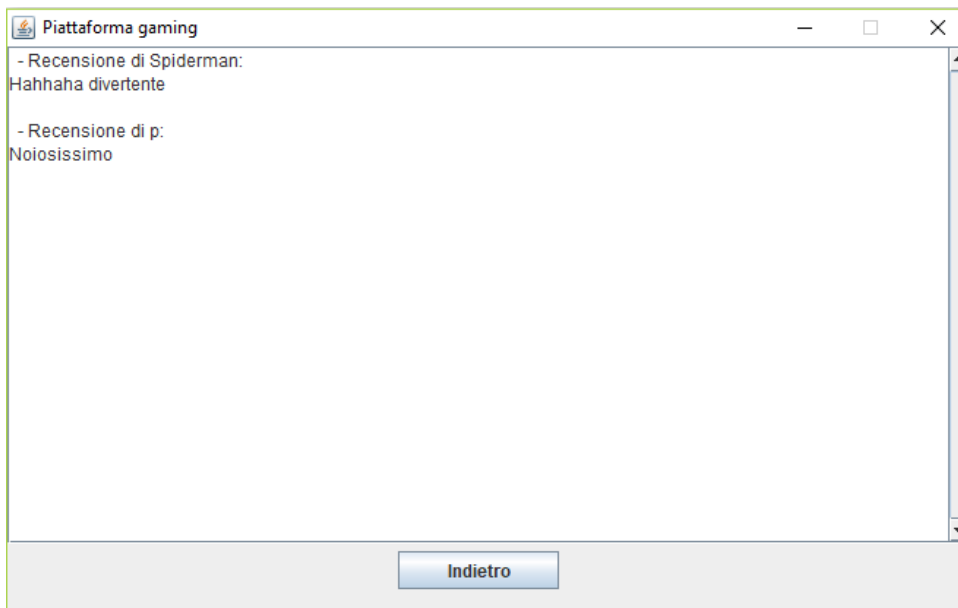 Piattaforma gaming
- Recensione di Spiderman:
Hahhaha divertente
- Recensione di p:
Noiosissimo
Indietro